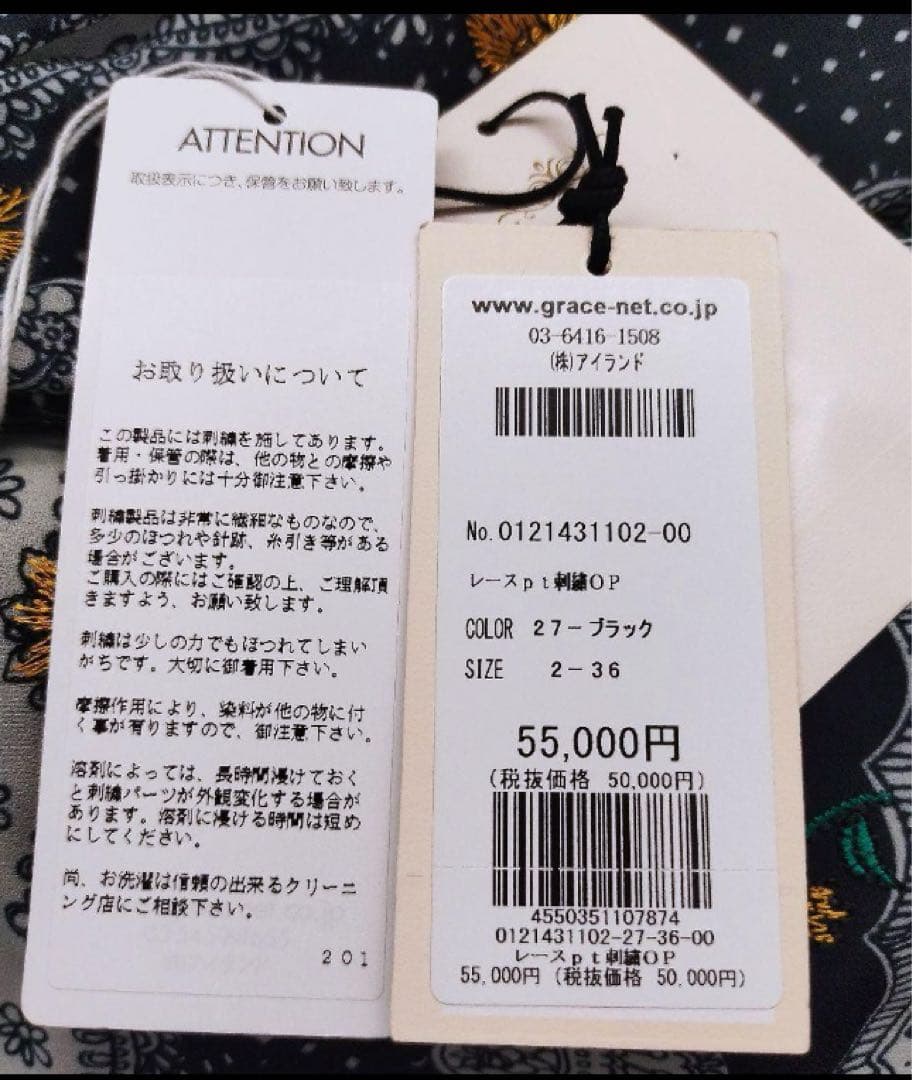 ATTENTION
取扱表示につき、保管をお願い致します。
お取り扱いについて
この製品には刺繍を施してあります。
着用・保管の際は、他の物との摩擦や
引っ掛かりには十分御注意下さい。
刺繍製品は非常に繊細なものなので、
多少のほつれや針跡、糸引き等がある
場合がございます。
ご購入の際にはご確認の上、ご理解頂
きますよう、お願い致します。
刺繍は少しの力でもほつれてしまい
がちです。大切に御着用下さい。
摩擦作用により、染料が他の物に付
く事が有りますので、御注意下さい。
溶剤によっては、長時間浸けておく
と刺繍パーツが外観変化する場合が
あります。溶剤に浸ける時間は短め
にしてください。
尚、お洗濯は信頼の出来るクリーニ
ング店にご相談下さい。
201
www.grace-net.co.jp
03-6416-1508
(株)アイランド
No.0121431102-00
レースpt刺繍OP
COLOR 27-ブラック
SIZE 2-36
55,000円
(税抜価格 50,000円)
4550351107874
0121431102-27-36-00
レースpt刺繍OP
55,000円 (税抜価格 50,000円)